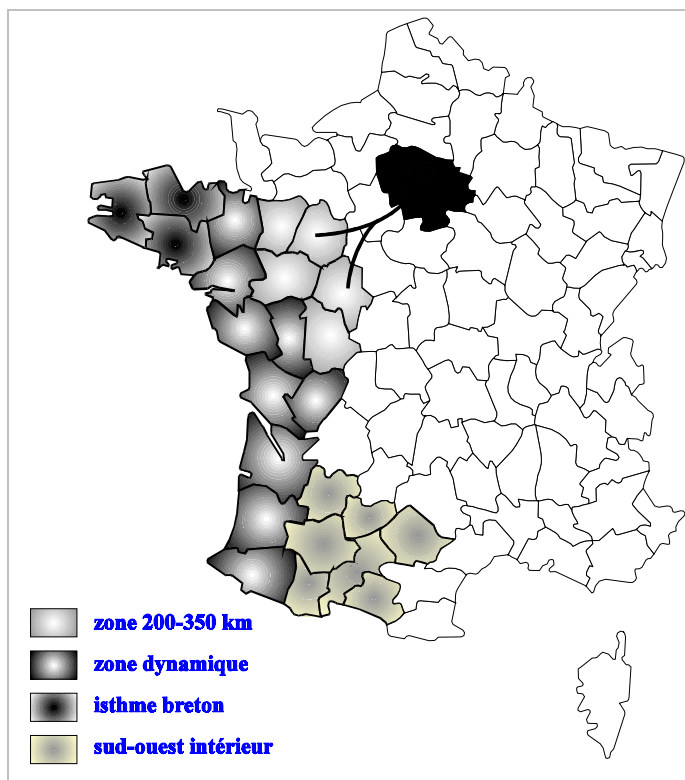 zone 200-350 km
zone dynamique
isthme breton
sud-ouest intérieur